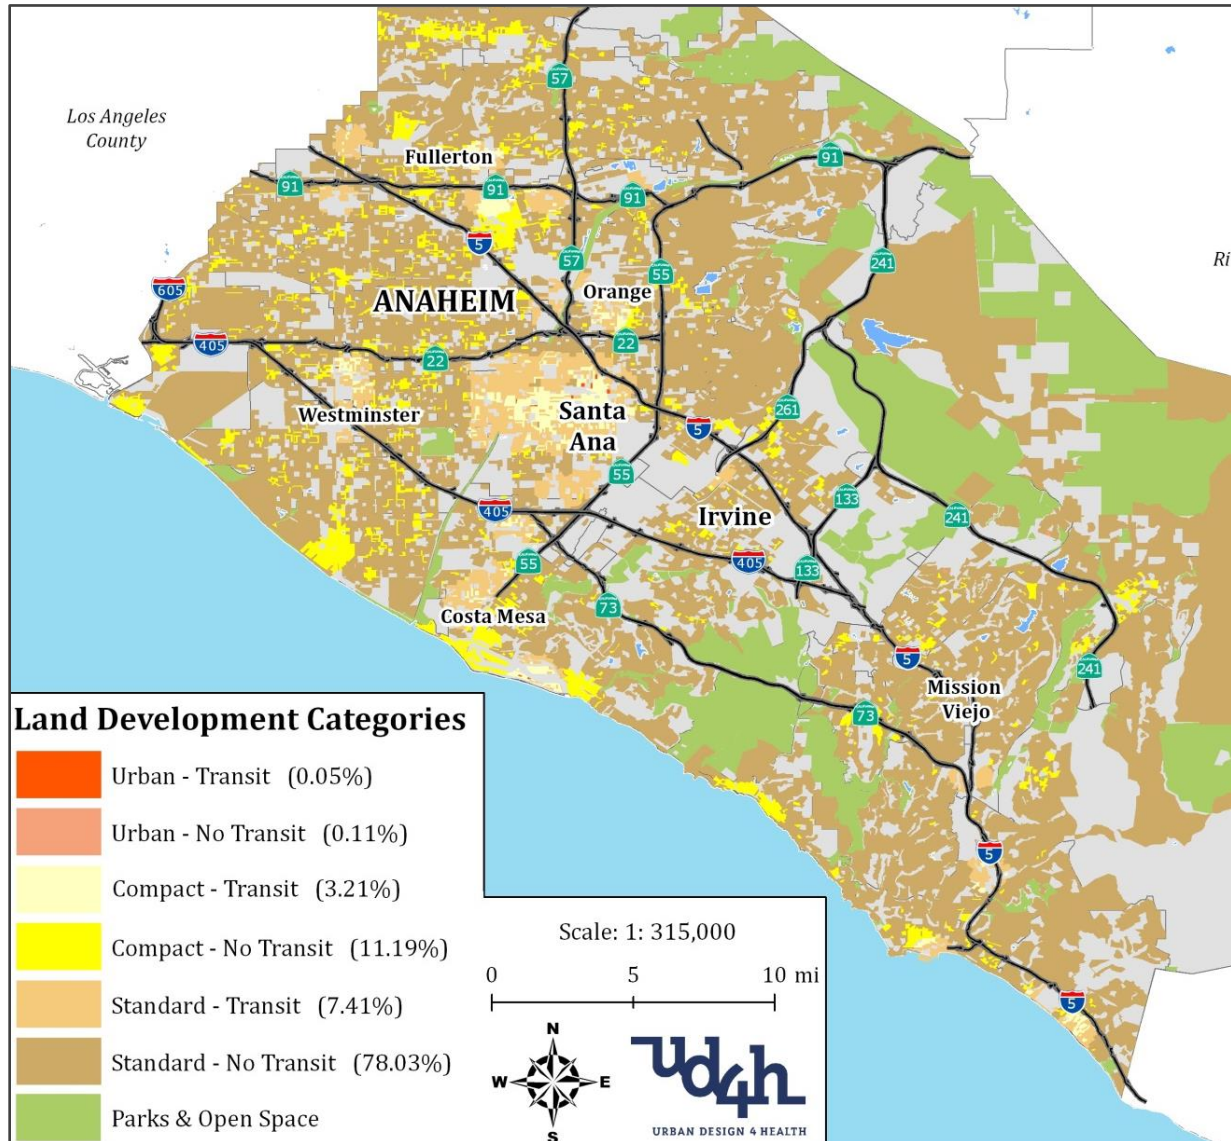 57
Los Angeles
County
Fullerton
91
91
91
91
5
57
55
241
Ri
605
ANAHEIM
Orange
405
22
22
Westminster
Santa
Ana
261
5
55
133
405
Irvine
241
55
405
133
73
Costa Mesa
5
241
Mission
Viejo
73
5
5
Land Development Categories
Urban - Transit (0.05%)
Urban - No Transit (0.11%)
Compact - Transit (3.21%)
Compact - No Transit (11.19%)
Standard - Transit (7.41%)
Standard - No Transit (78.03%)
Parks & Open Space
Scale: 1: 315,000
0 5 10 mi
N
W E
S
ud4h
URBAN DESIGN 4 HEALTH